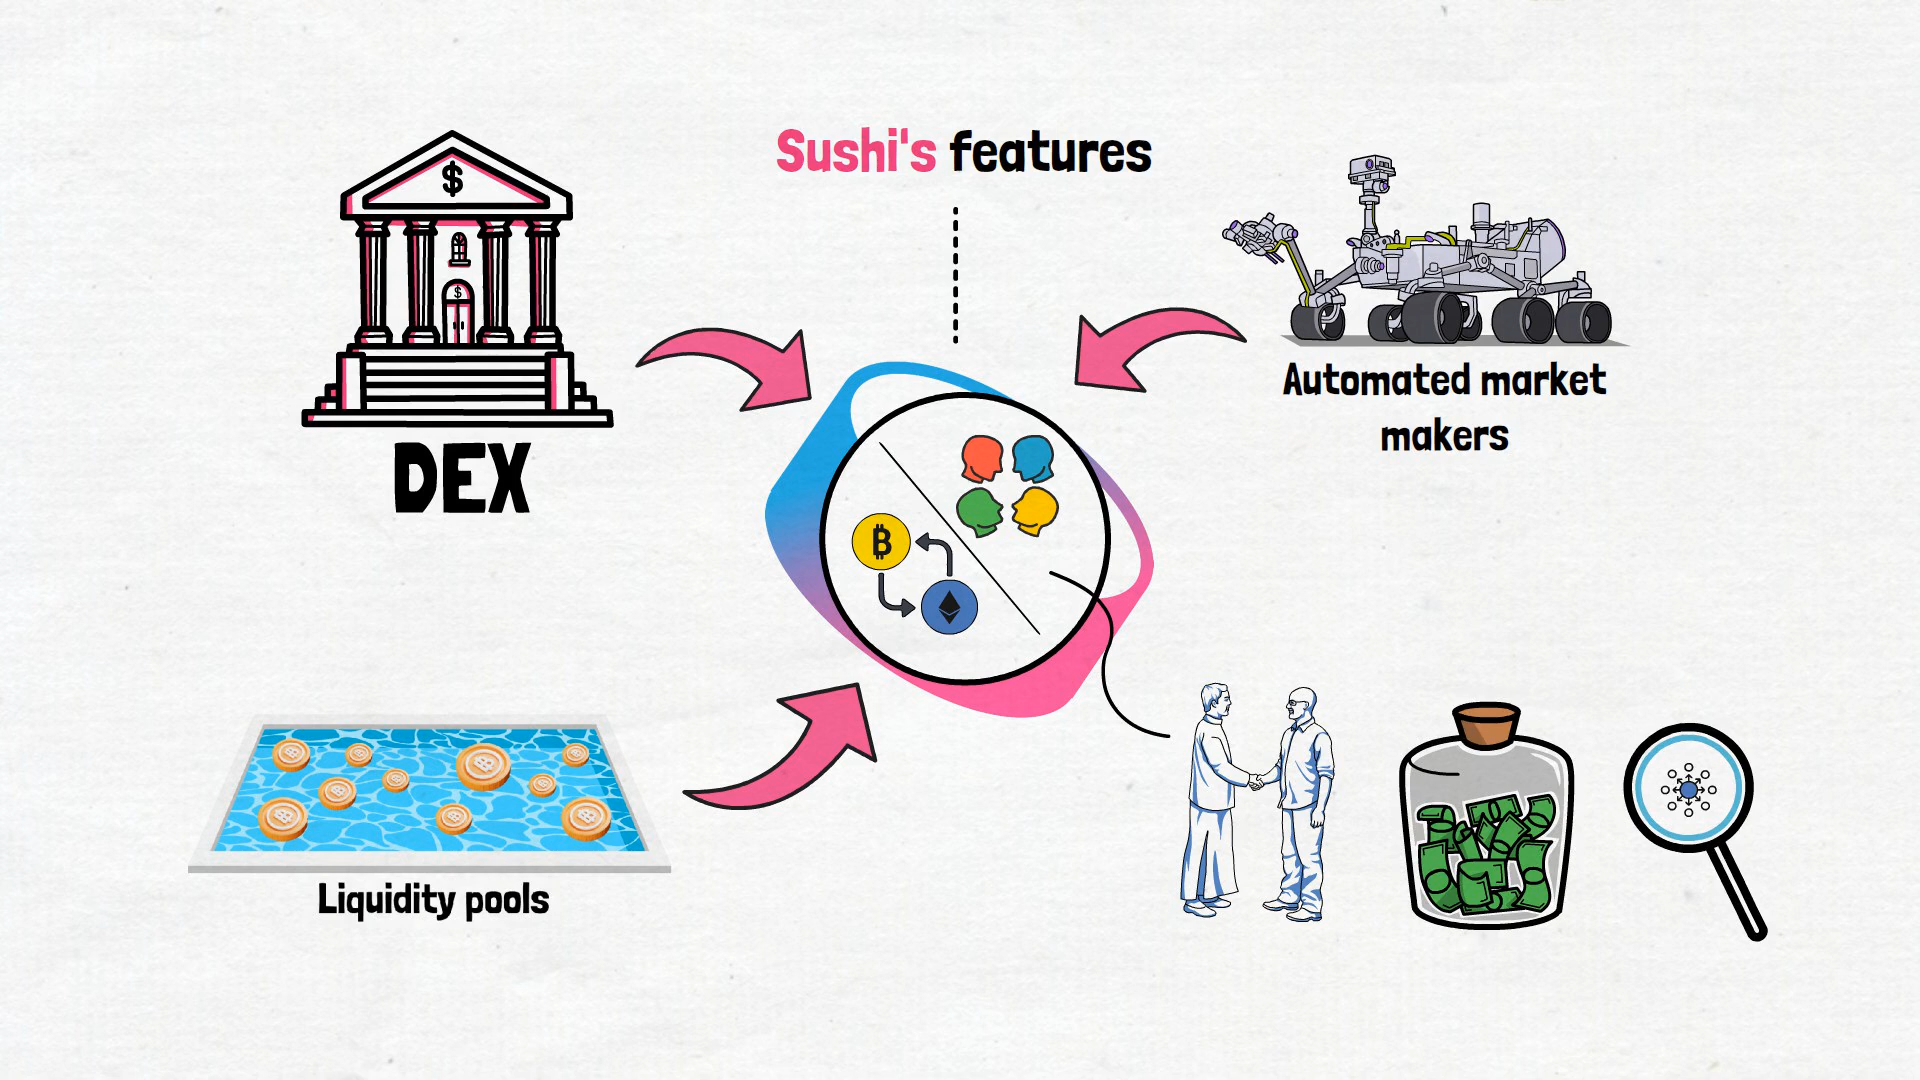 Sushi's features
$
$
DEX
Automated market
makers
Liquidity pools